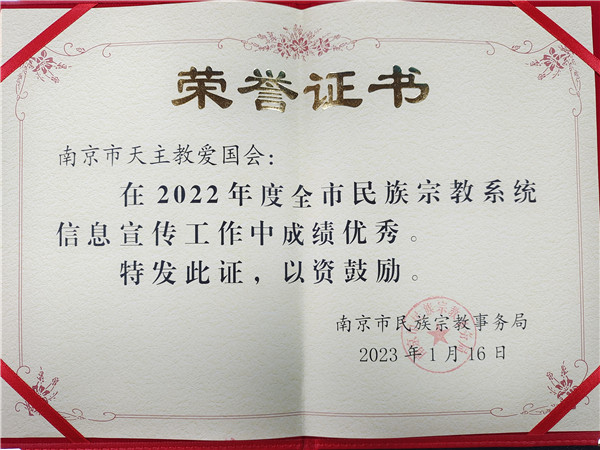 荣誉证书
南京市天主教爱国会：
在2022年度全市民族宗教系统
信息宣传工作中成绩优秀。
特发此证，以资鼓励。
南京市民族宗教事务局
2023年1月16日